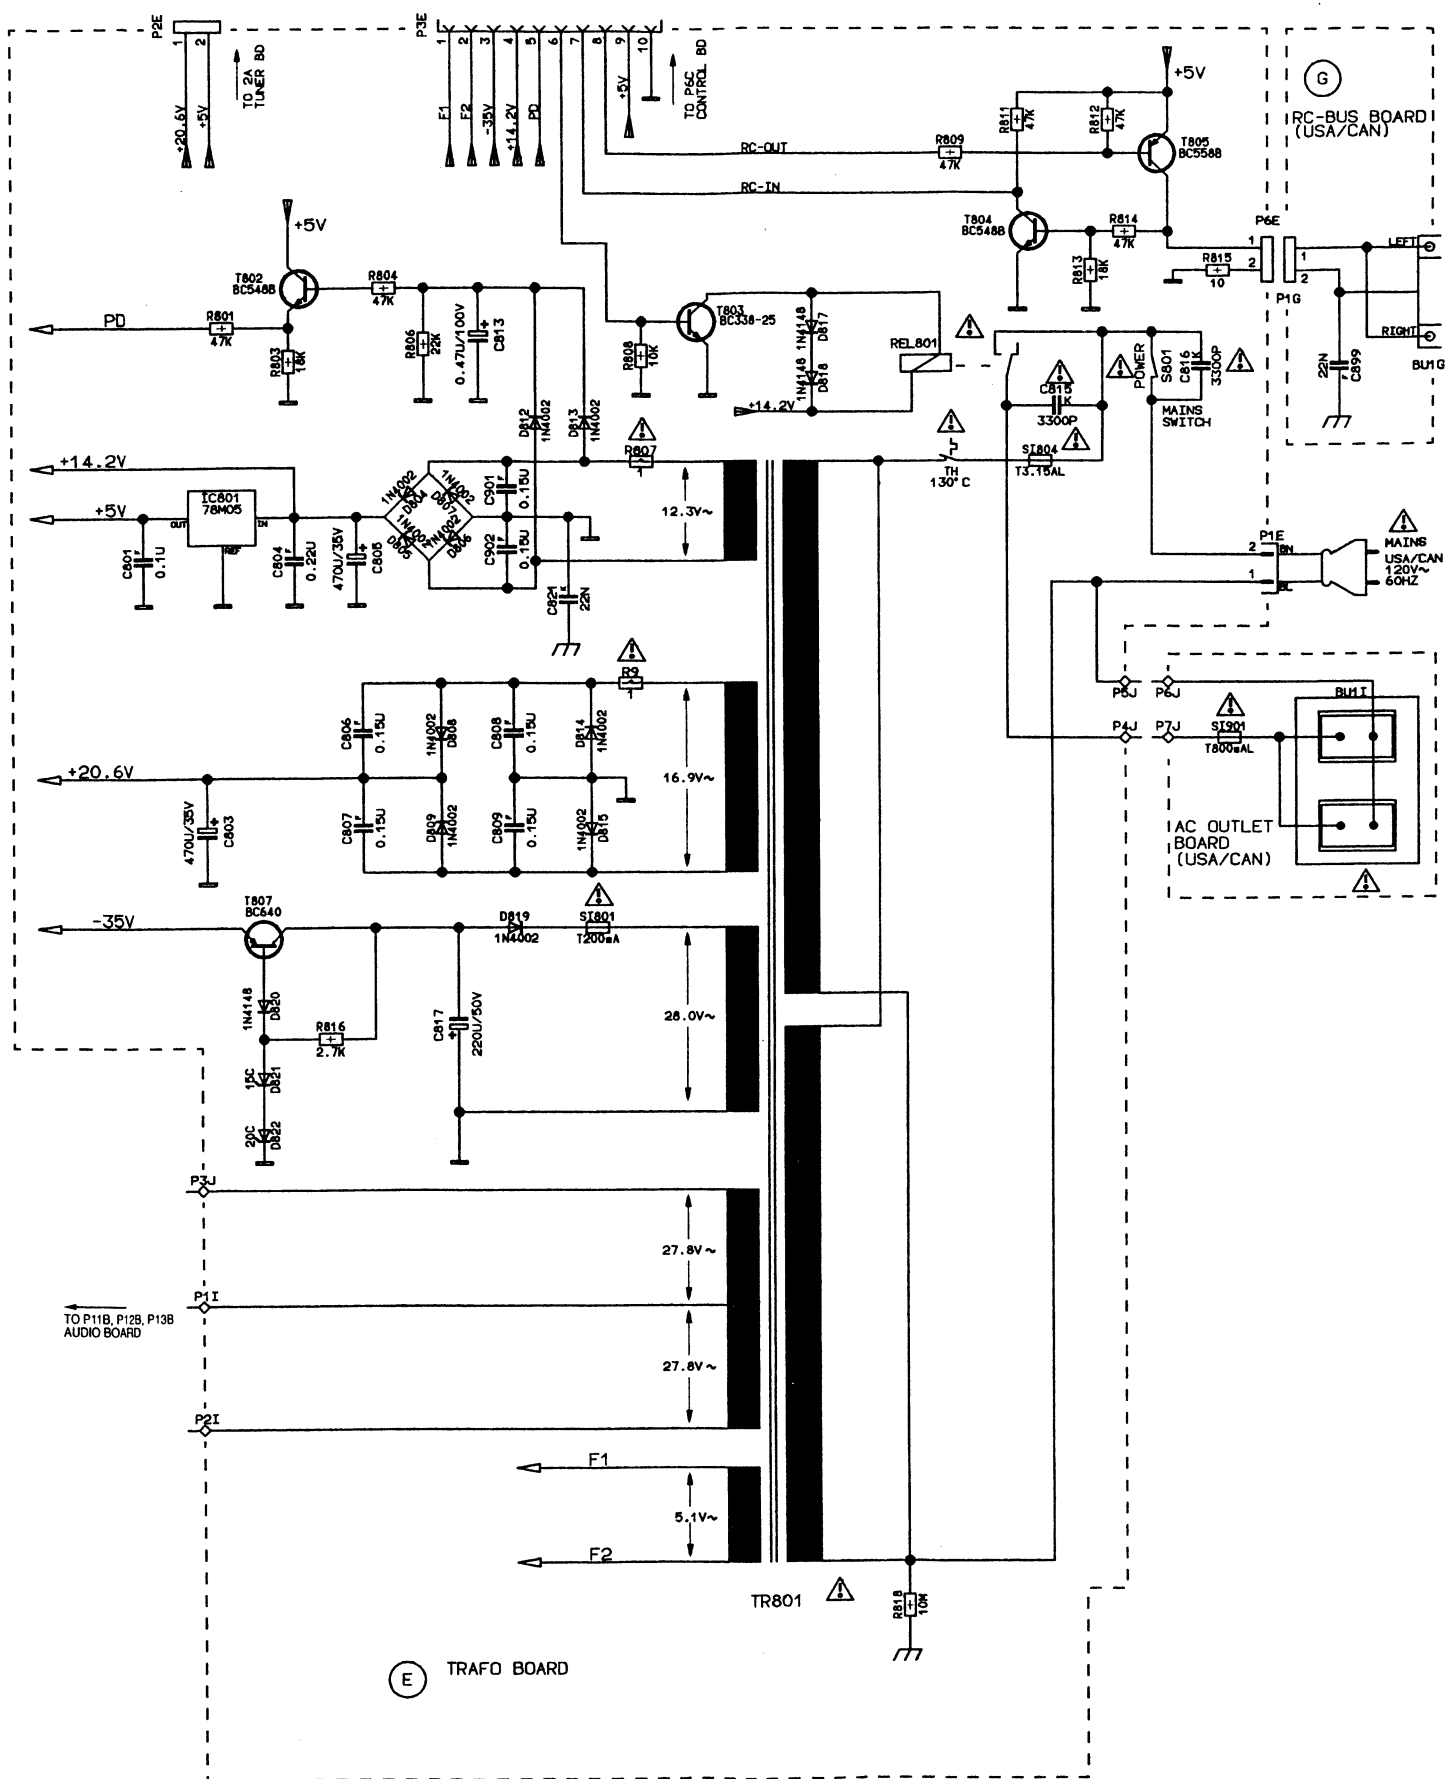 P2E
1
2
+20.6V
+5V
TO 2A
TUNER BD
P3E
1
2
3
4
5
6
7
8
9
10
F1
F2
-35V
+14.2V
PD
+5V
TO P6C
CONTROL BD
RC-OUT
RC-IN
R809
47K
R811
47K
R812
47K
+5V
T805
BC558B
T804
BC548B
R814
47K
R813
18K
R815
10
P6E
1
2
P1G
1
2
G
RC-BUS BOARD
(USA/CAN)
LEFT
RIGHT
BU1G
22N
C899
+5V
T802
BC548B
R804
47K
PD
R801
47K
R803
18K
R806
22K
0.47U/100V
C813
R808
10K
T803
BC338-25
1N4148
D817
1N4148
D818
+14.2V
REL801
C815
3300P
POWER
S801
C816
3300P
MAINS
SWITCH
D812
1N4002
D813
1N4002
R807
1
TH
130°C
SI804
T3.15AL
+14.2V
+5V
IC801
78M05
OUT
IN
REF
C801
0.1U
C804
0.22U
470U/35V
C805
1N4002
D804
1N4002
D807
1N4002
D805
1N4002
D806
C901
0.15U
C902
0.15U
C821
22N
12.3V~
P1E
2
BN
1
BL
MAINS
USA/CAN
120V~
60HZ
R9
1
C806
0.15U
1N4002
D808
C808
0.15U
D814
1N4002
+20.6V
470U/35V
C803
C807
0.15U
D809
1N4002
C809
0.15U
1N4002
D815
16.9V~
P5J
P6J
P4J
P7J
SI901
T800mAL
BU1I
AC OUTLET
BOARD
(USA/CAN)
-35V
T807
BC640
D819
1N4002
SI801
T200mA
1N4148
D820
R816
2.7K
C817
220U/50V
28.0V~
15C
D821
20C
D822
P3J
27.8V~
P1I
TO P11B, P12B, P13B
AUDIO BOARD
27.8V~
P2I
F1
5.1V~
F2
TR801
R818
10M
E
TRAFO BOARD